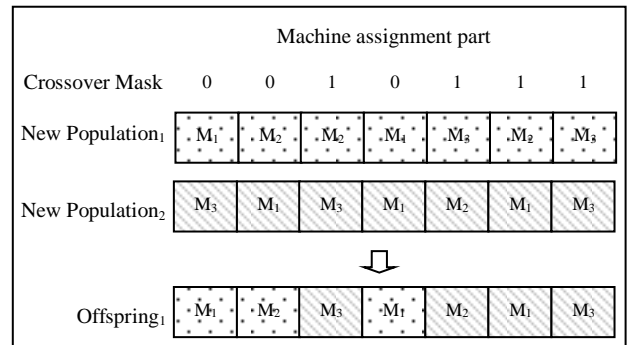 Machine assignment part
Crossover Mask 0 0 1 0 1 1 1
New Population₁ M₁ M₂ M₂ M₁ M₃ M₂ M₃
New Population₂ M₃ M₁ M₃ M₁ M₂ M₁ M₃
Offspring₁ M₁ M₂ M₃ M₁ M₂ M₁ M₃